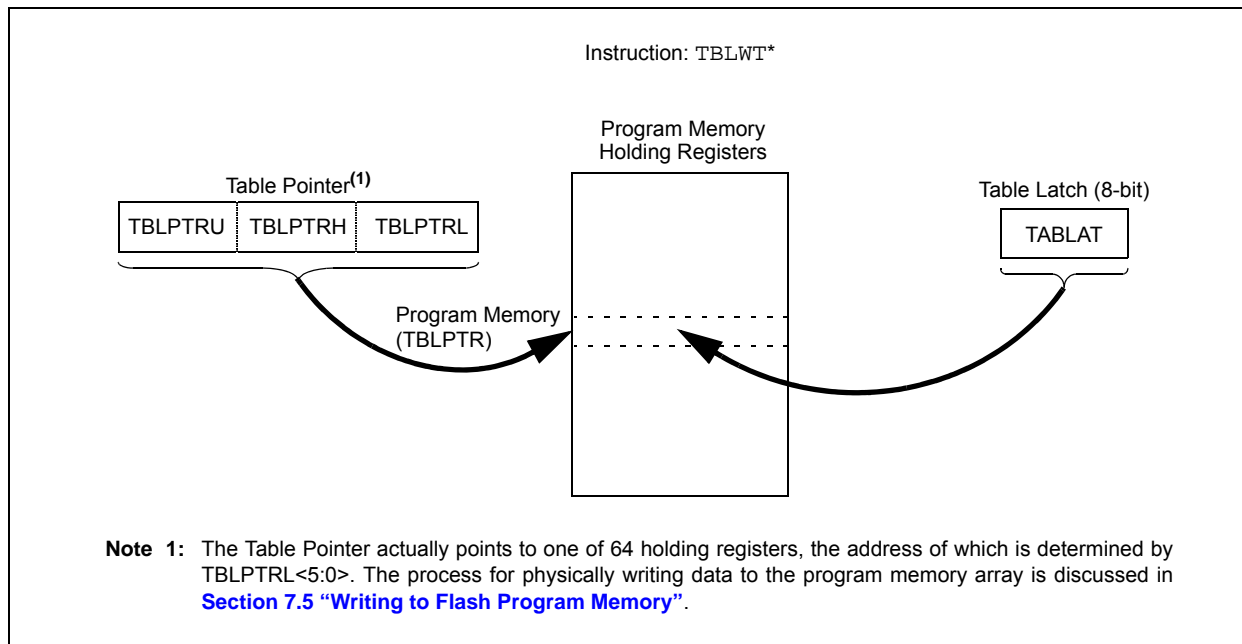 Instruction: TBLWT*
Program Memory
Holding Registers
Table Pointer(1)
Table Latch (8-bit)
TBLPTRU TBLPTRH TBLPTRL
TABLAT
Program Memory
(TBLPTR)
Note 1: The Table Pointer actually points to one of 64 holding registers, the address of which is determined by
TBLPTRL<5:0>. The process for physically writing data to the program memory array is discussed in
Section 7.5 “Writing to Flash Program Memory”.